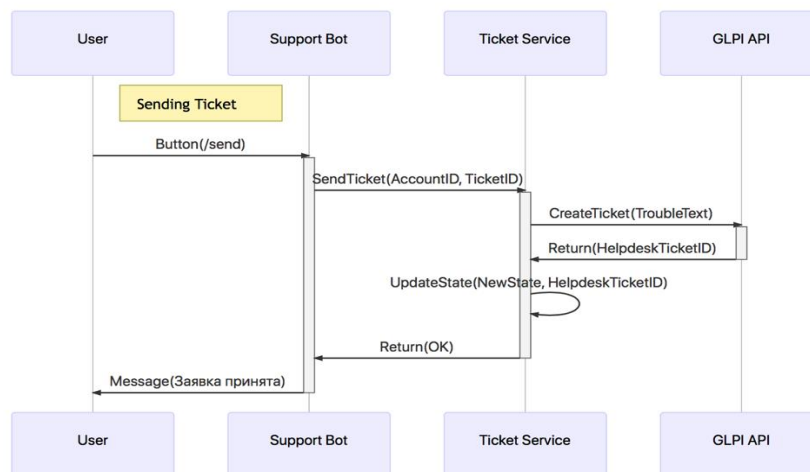 User Support Bot Ticket Service GLPI API
Sending Ticket
Button(/send)
SendTicket(AccountID, TicketID)
CreateTicket(TroubleText)
Return(HelpdeskTicketID)
UpdateState(NewState, HelpdeskTicketID)
Return(OK)
Message(Заявка принята)
User Support Bot Ticket Service GLPI API